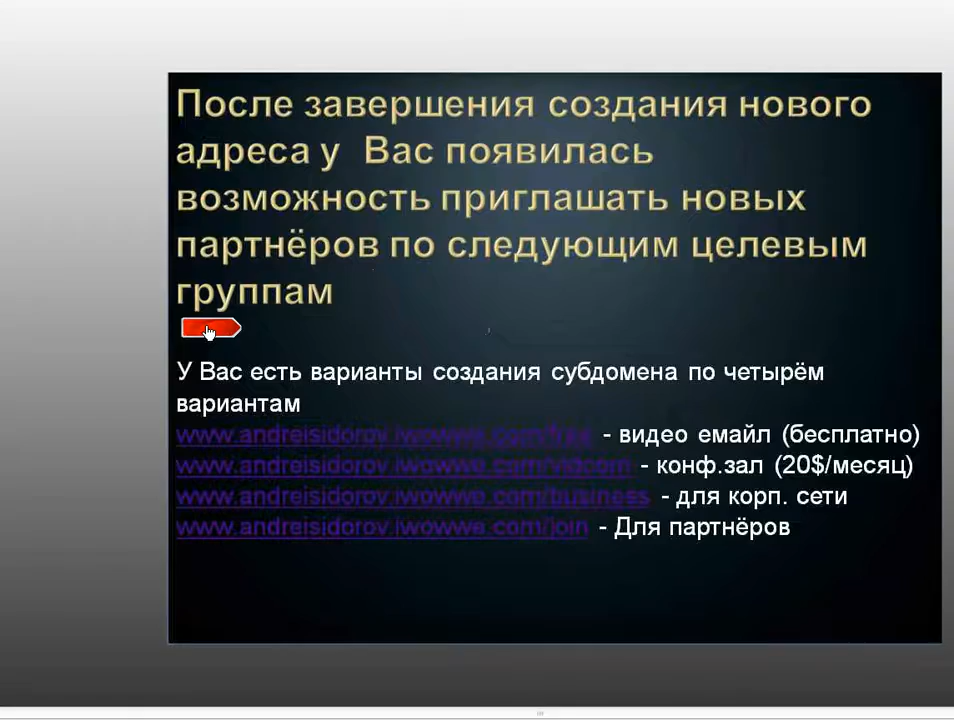 После завершения создания нового
адреса у Вас появилась
возможность приглашать новых
партнёров по следующим целевым
группам
У Вас есть варианты создания субдомена по четырём
вариантам
www.andreisidorov.iwowwe.com/free - видео емайл (бесплатно)
www.andreisidorov.iwowwe.com/vidcom - конф.зал (20$/месяц)
www.andreisidorov.iwowwe.com/business - для корп. сети
www.andreisidorov.iwowwe.com/join - Для партнёров